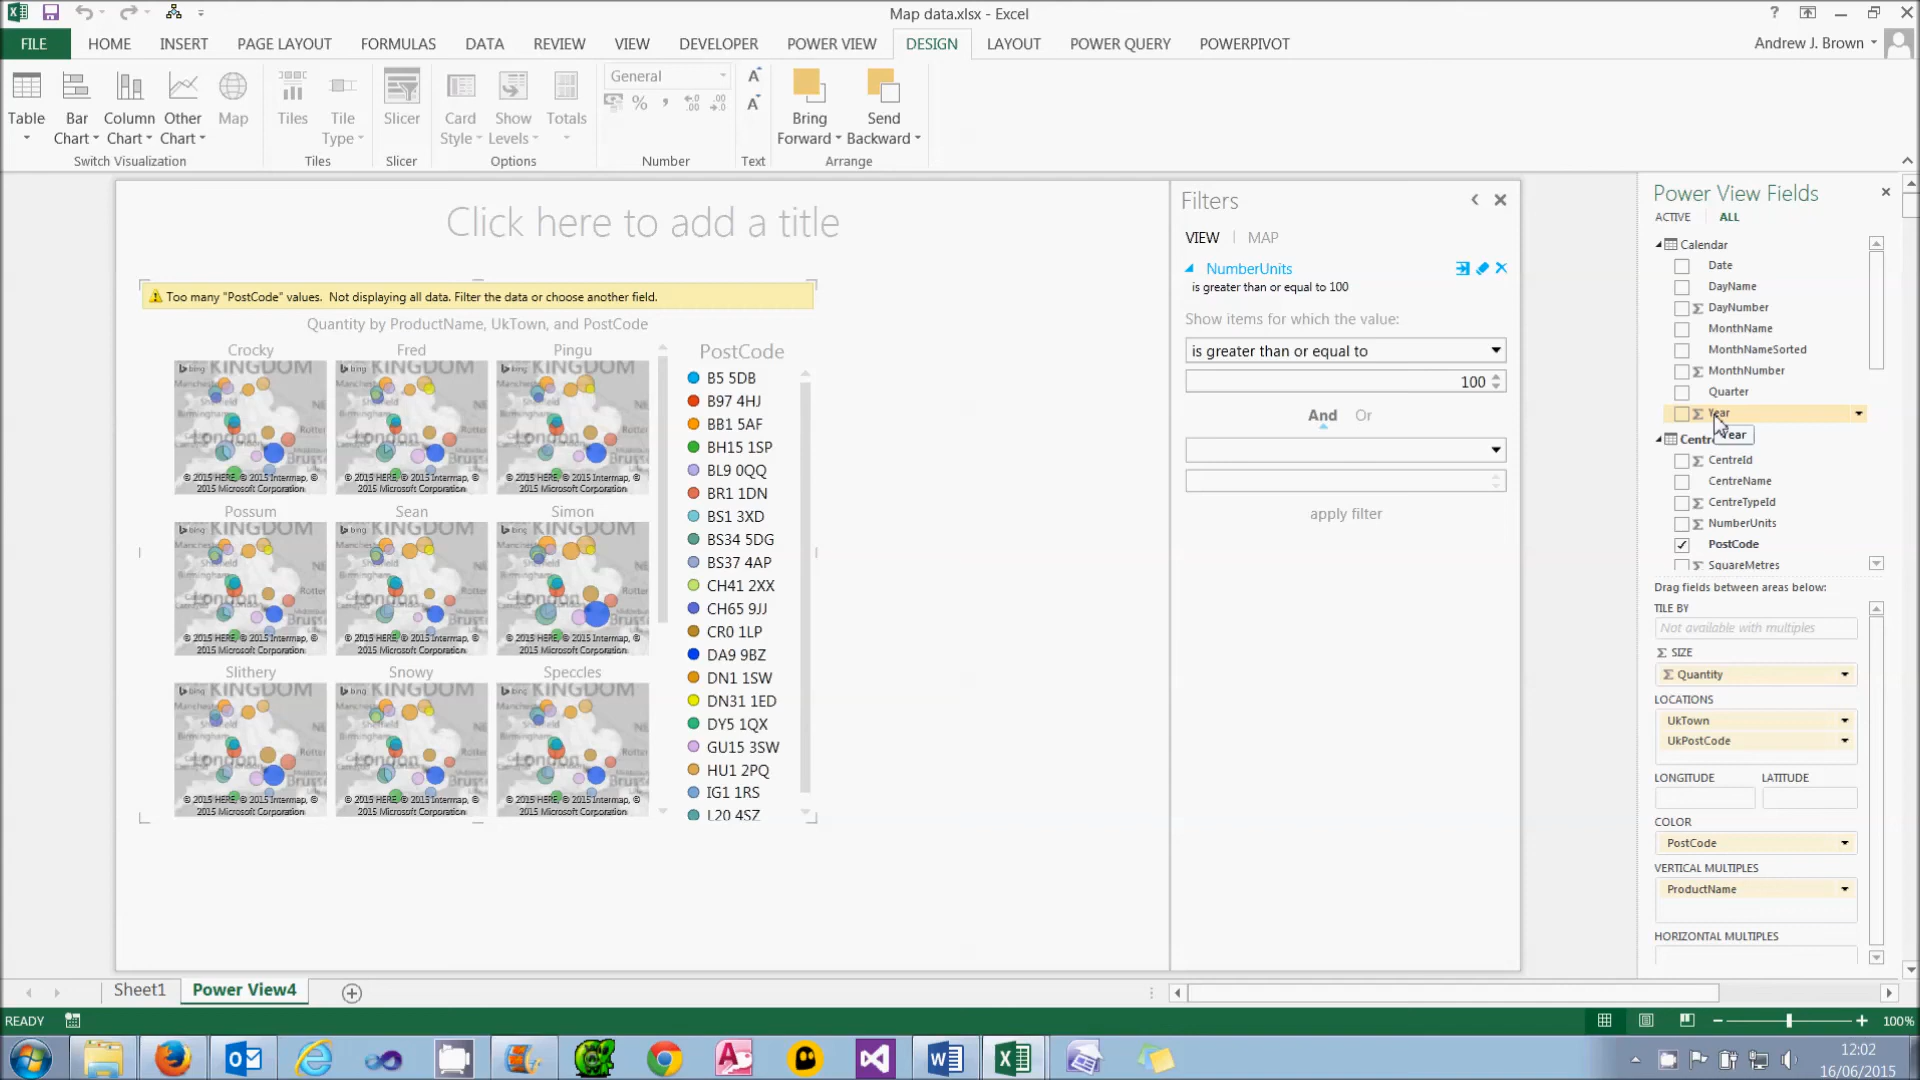 Map data.xlsx - Excel
FILE HOME INSERT PAGE LAYOUT FORMULAS DATA REVIEW VIEW DEVELOPER POWER VIEW DESIGN LAYOUT POWER QUERY POWERPIVOT Andrew J. Brown
Table Bar Chart Column Chart Other Chart Map Tiles Tile Type Slicer Card Style Show Levels Totals General Bring Forward Send Backward
Switch Visualization Tiles Slicer Options Number Text Arrange
Click here to add a title
Too many "PostCode" values. Not displaying all data. Filter the data or choose another field.
Quantity by ProductName, UkTown, and PostCode
Crocky Fred Pingu
Possum Sean Simon
Slithery Snowy Speccles
© 2015 HERE, © 2015 Intermap, © 2015 Microsoft Corporation
PostCode
B5 5DB
B97 4HJ
BB1 5AF
BH15 1SP
BL9 0QQ
BR1 1DN
BS1 3XD
BS34 5DG
BS37 4AP
CH41 2XX
CH65 9JJ
CR0 1LP
DA9 9BZ
DN1 1SW
DN31 1ED
DY5 1QX
GU15 3SW
HU1 2PQ
IG1 1RS
L20 4SZ
Filters
VIEW MAP
NumberUnits
is greater than or equal to 100
Show items for which the value:
is greater than or equal to
100
And Or
apply filter
Power View Fields
ACTIVE ALL
Calendar
Date
DayName
DayNumber
MonthName
MonthNameSorted
MonthNumber
Quarter
Year
Year
CentreId
CentreName
CentreTypeId
NumberUnits
PostCode
SquareMetres
Drag fields between areas below:
TILE BY
Not available with multiples
Σ SIZE
Σ Quantity
LOCATIONS
UkTown
UkPostCode
LONGITUDE LATITUDE
COLOR
PostCode
VERTICAL MULTIPLES
ProductName
HORIZONTAL MULTIPLES
Sheet1 Power View4
READY 100%
12:02
16/06/2015